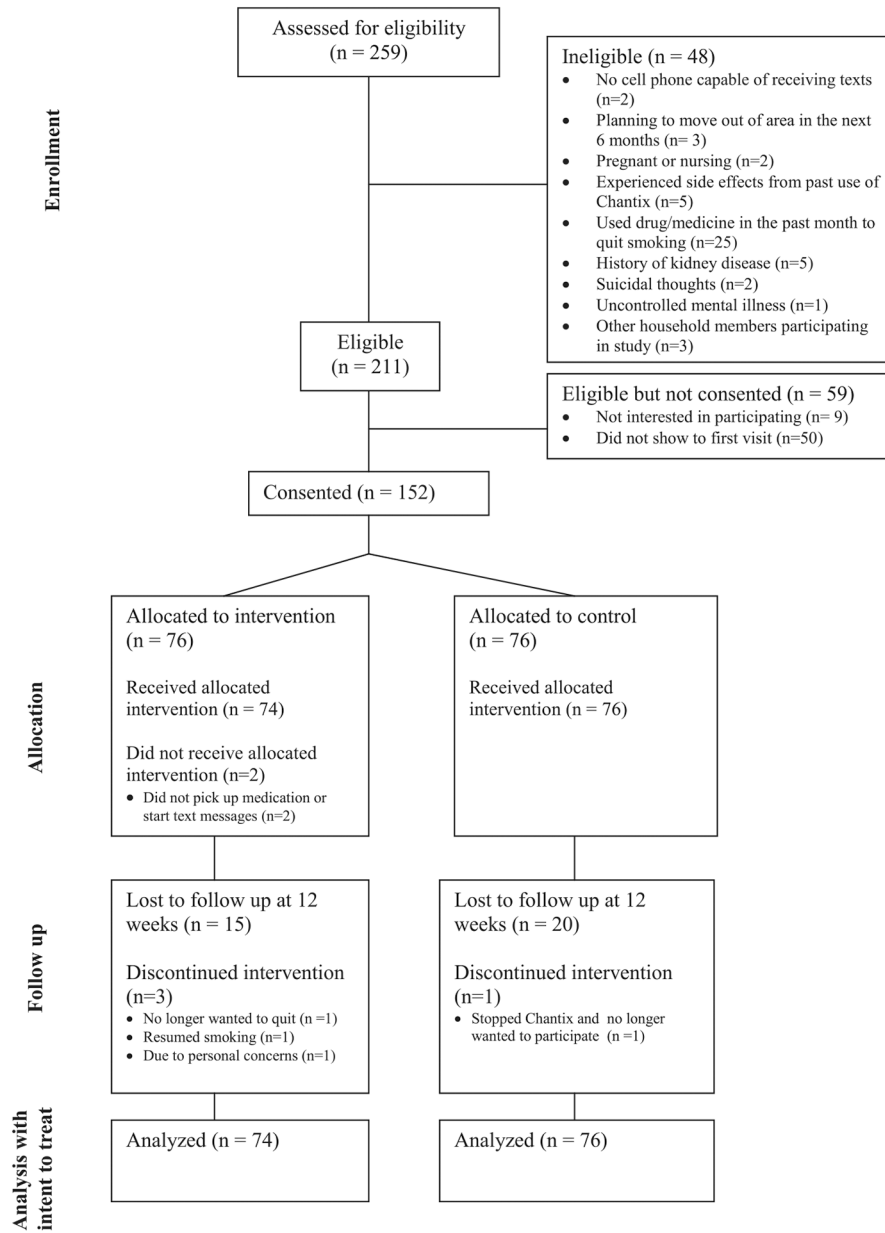 Assessed for eligibility
(n = 259)
Ineligible (n = 48)
• No cell phone capable of receiving texts
(n=2)
• Planning to move out of area in the next
6 months (n= 3)
• Pregnant or nursing (n=2)
• Experienced side effects from past use of
Chantix (n=5)
• Used drug/medicine in the past month to
quit smoking (n=25)
• History of kidney disease (n=5)
• Suicidal thoughts (n=2)
• Uncontrolled mental illness (n=1)
• Other household members participating
in study (n=3)
Enrollment
Eligible
(n = 211)
Eligible but not consented (n = 59)
• Not interested in participating (n= 9)
• Did not show to first visit (n=50)
Consented (n = 152)
Allocation
Allocated to intervention
(n = 76)
Received allocated
intervention (n = 74)
Did not receive allocated
intervention (n=2)
• Did not pick up medication or
start text messages (n=2)
Allocated to control
(n = 76)
Received allocated
intervention (n = 76)
Follow up
Lost to follow up at 12
weeks (n = 15)
Discontinued intervention
(n=3)
• No longer wanted to quit (n =1)
• Resumed smoking (n=1)
• Due to personal concerns (n=1)
Lost to follow up at 12
weeks (n = 20)
Discontinued intervention
(n=1)
• Stopped Chantix and no longer
wanted to participate (n =1)
Analysis with
intent to treat
Analyzed (n = 74)
Analyzed (n = 76)